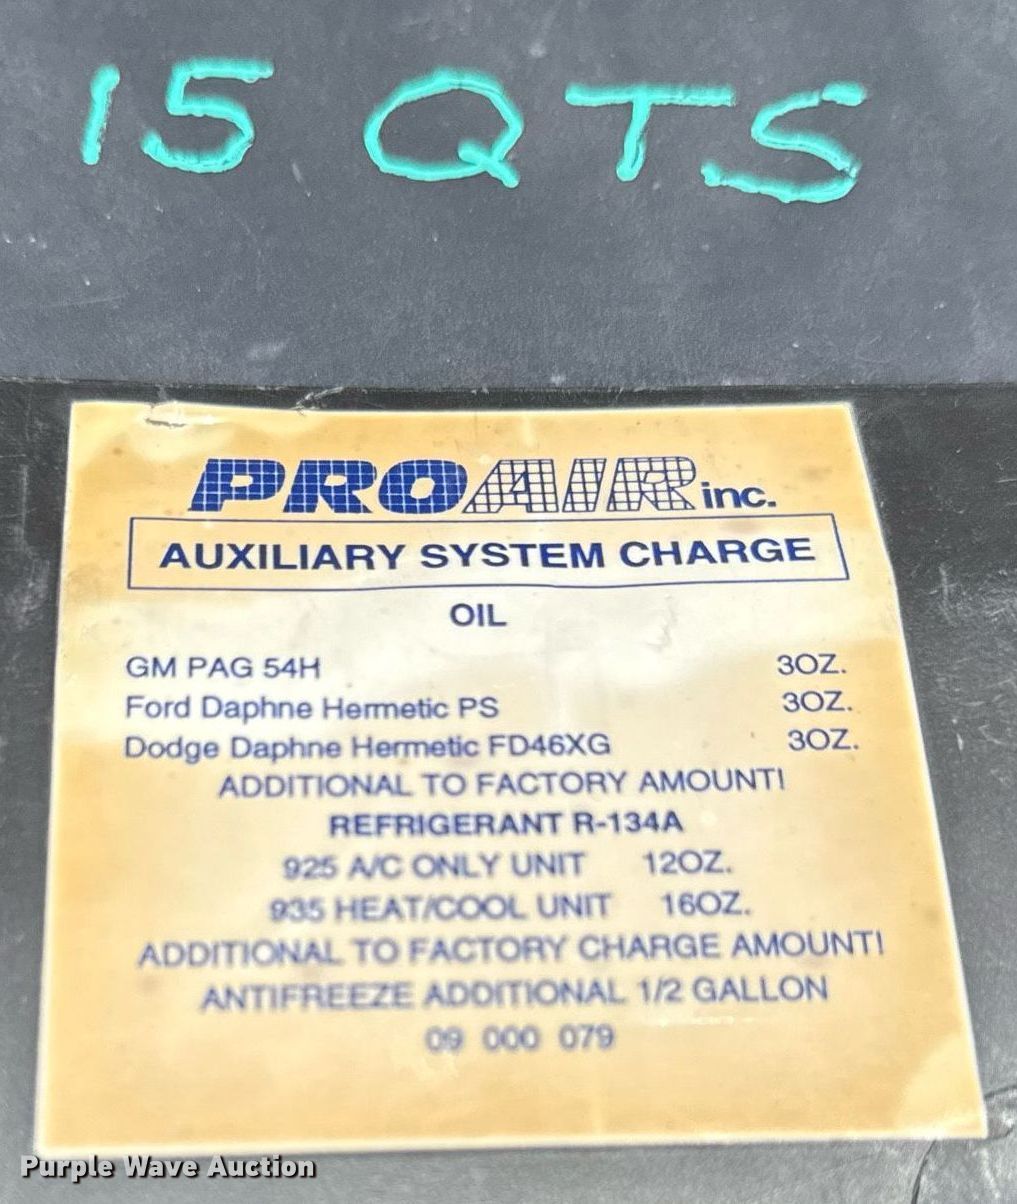 15 QTS
PROAIR inc.
AUXILIARY SYSTEM CHARGE
OIL
GM PAG 54H 3OZ.
Ford Daphne Hermetic PS 3OZ.
Dodge Daphne Hermetic FD46XG 3OZ.
ADDITIONAL TO FACTORY AMOUNT!
REFRIGERANT R-134A
925 A/C ONLY UNIT 12OZ.
935 HEAT/COOL UNIT 16OZ.
ADDITIONAL TO FACTORY CHARGE AMOUNT!
ANTIFREEZE ADDITIONAL 1/2 GALLON
09 000 079
Purple Wave Auction